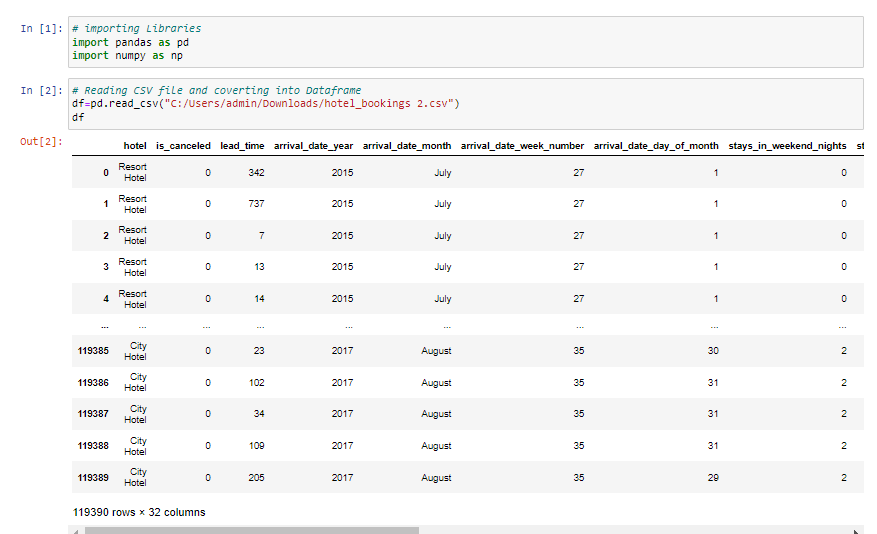 In [1]: # importing Libraries
import pandas as pd
import numpy as np
In [2]: # Reading CSV file and coverting into Dataframe
df=pd.read_csv("C:/Users/admin/Downloads/hotel_bookings 2.csv")
df
Out[2]:
hotel is_canceled lead_time arrival_date_year arrival_date_month arrival_date_week_number arrival_date_day_of_month stays_in_weekend_nights st
0 Resort Hotel 0 342 2015 July 27 1 0
1 Resort Hotel 0 737 2015 July 27 1 0
2 Resort Hotel 0 7 2015 July 27 1 0
3 Resort Hotel 0 13 2015 July 27 1 0
4 Resort Hotel 0 14 2015 July 27 1 0
... ... ... ... ... ... ... ... ...
119385 City Hotel 0 23 2017 August 35 30 2
119386 City Hotel 0 102 2017 August 35 31 2
119387 City Hotel 0 34 2017 August 35 31 2
119388 City Hotel 0 109 2017 August 35 31 2
119389 City Hotel 0 205 2017 August 35 29 2
119390 rows × 32 columns